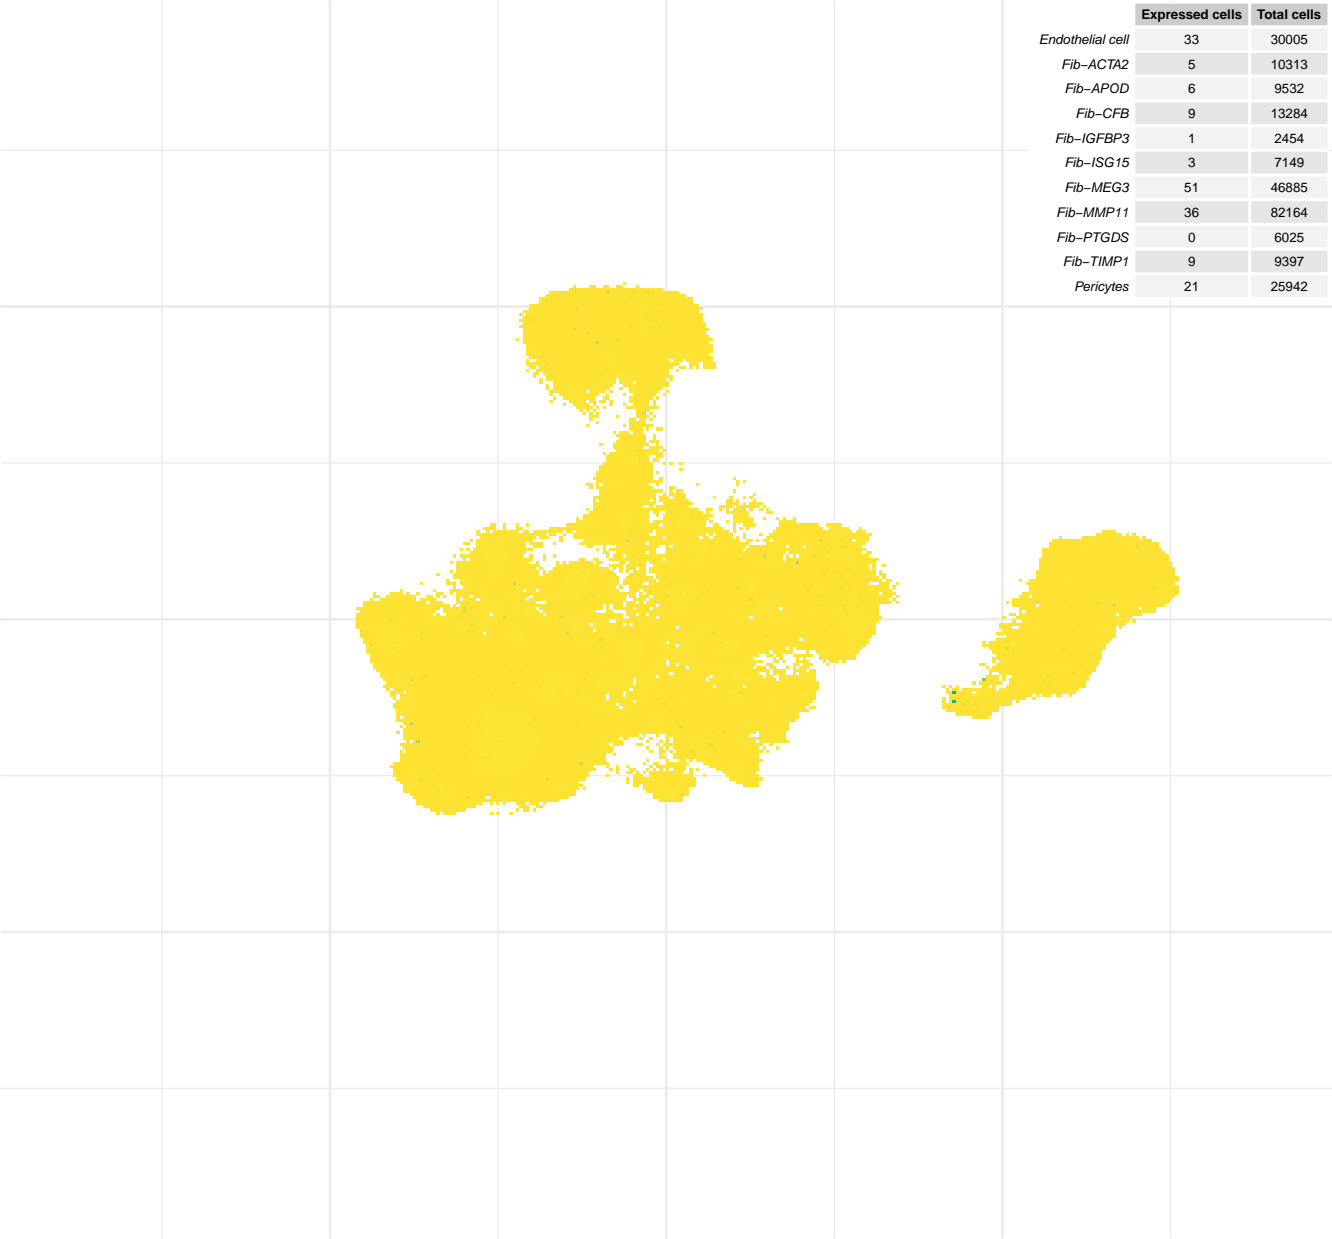 Expressed cells Total cells
Endothelial cell 33 30005
Fib−ACTA2 5 10313
Fib−APOD 6 9532
Fib−CFB 9 13284
Fib−IGFBP3 1 2454
Fib−ISG15 3 7149
Fib−MEG3 51 46885
Fib−MMP11 36 82164
Fib−PTGDS 0 6025
Fib−TIMP1 9 9397
Pericytes 21 25942